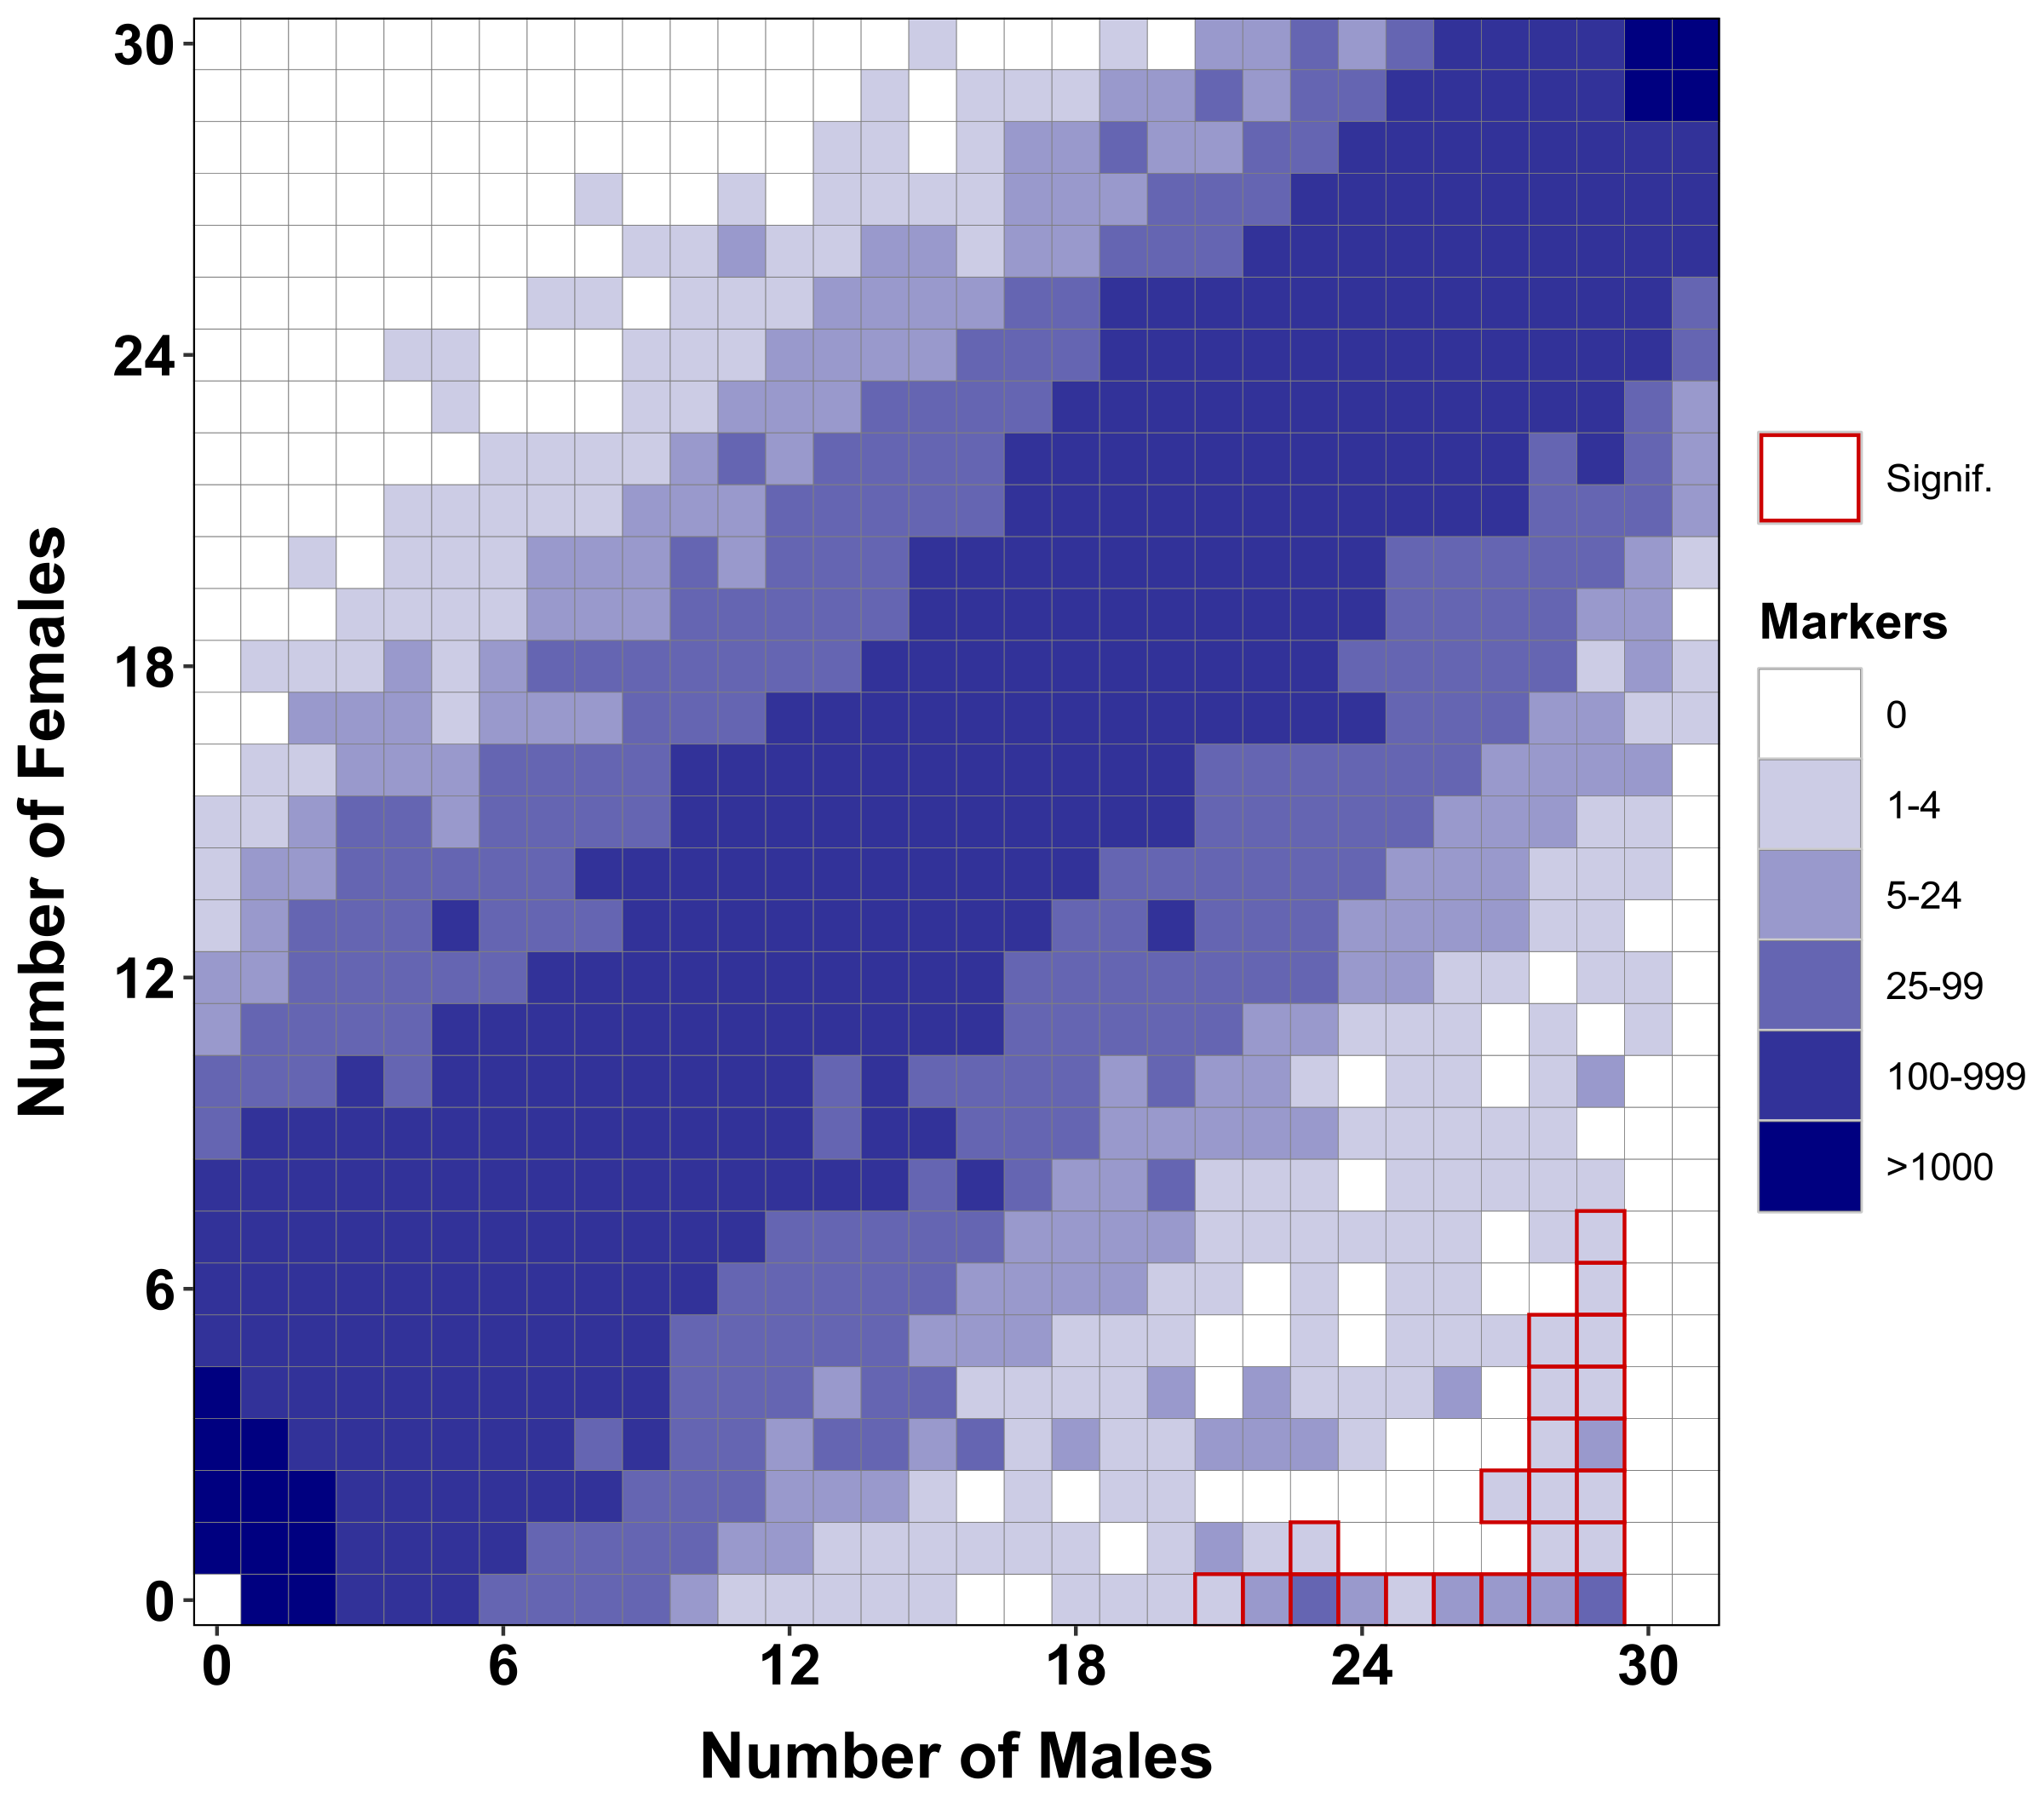 30
24
18
12
6
0
Number of Females
0 6 12 18 24 30
Number of Males
Signif.
Markers
0
1-4
5-24
25-99
100-999
>1000